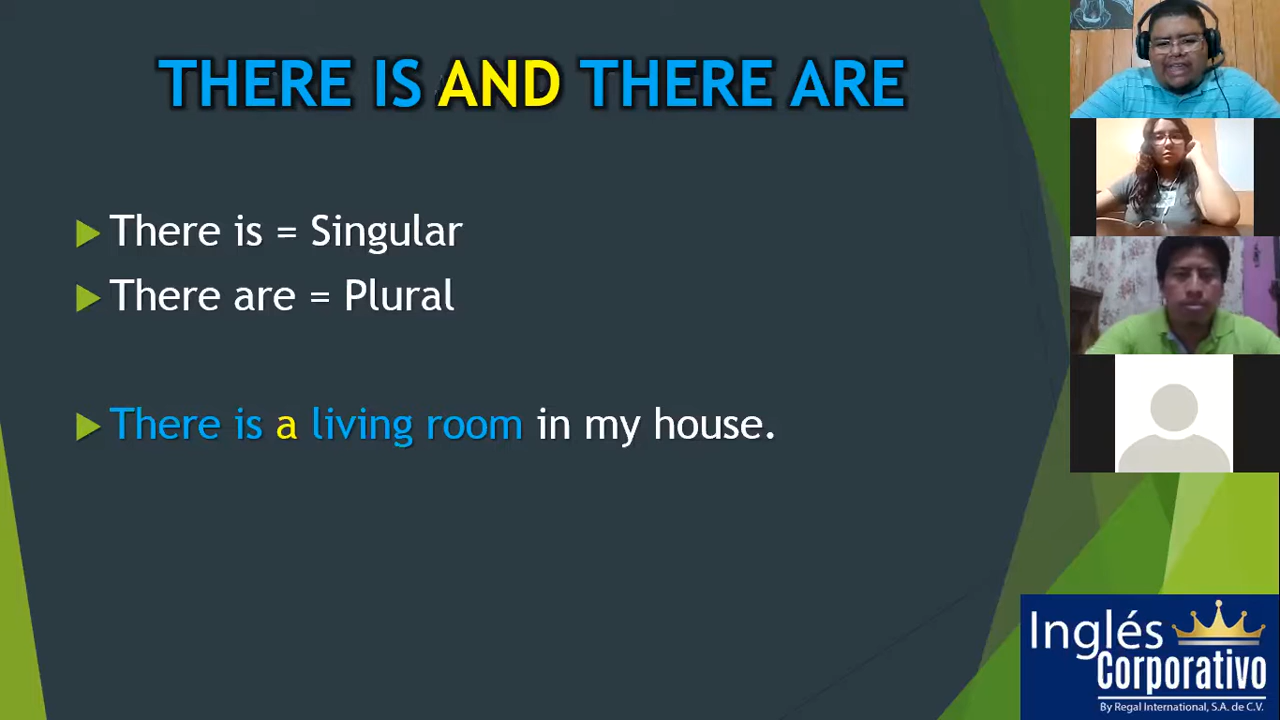 THERE IS AND THERE ARE
There is = Singular
There are = Plural
There is a living room in my house.
Inglés
Corporativo
By Regal International, S.A. de C.V.